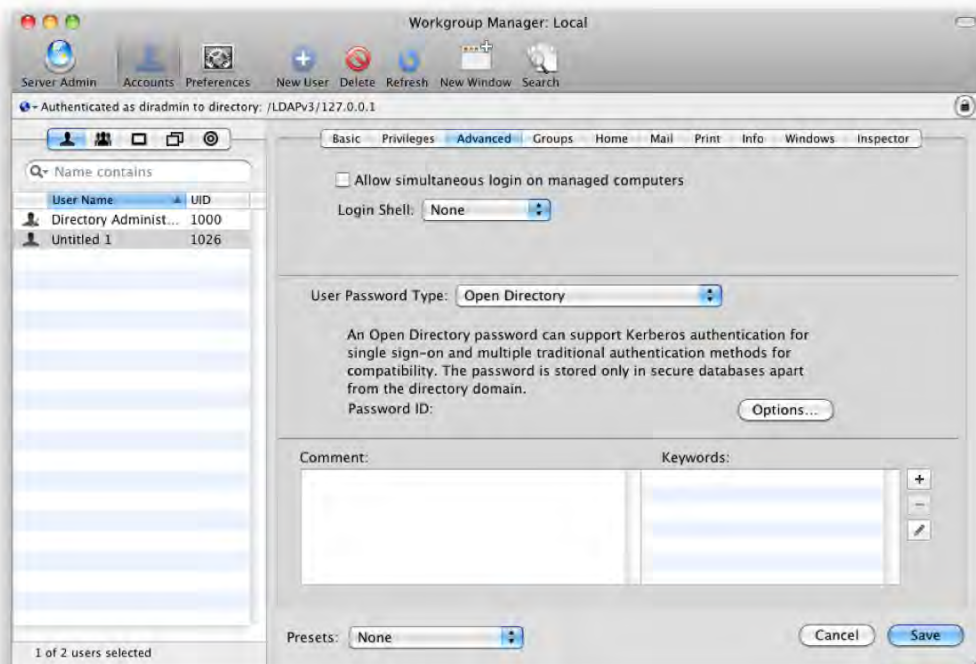 Workgroup Manager: Local
Server Admin Accounts Preferences New User Delete Refresh New Window Search
Authenticated as diradmin to directory: /LDAPv3/127.0.0.1
Basic Privileges Advanced Groups Home Mail Print Info Windows Inspector
Name contains
User Name UID
Directory Administ... 1000
Untitled 1 1026
1 of 2 users selected
Allow simultaneous login on managed computers
Login Shell: None
User Password Type: Open Directory
An Open Directory password can support Kerberos authentication for
single sign-on and multiple traditional authentication methods for
compatibility. The password is stored only in secure databases apart
from the directory domain.
Password ID:
Options...
Comment: Keywords:
Presets: None
Cancel Save